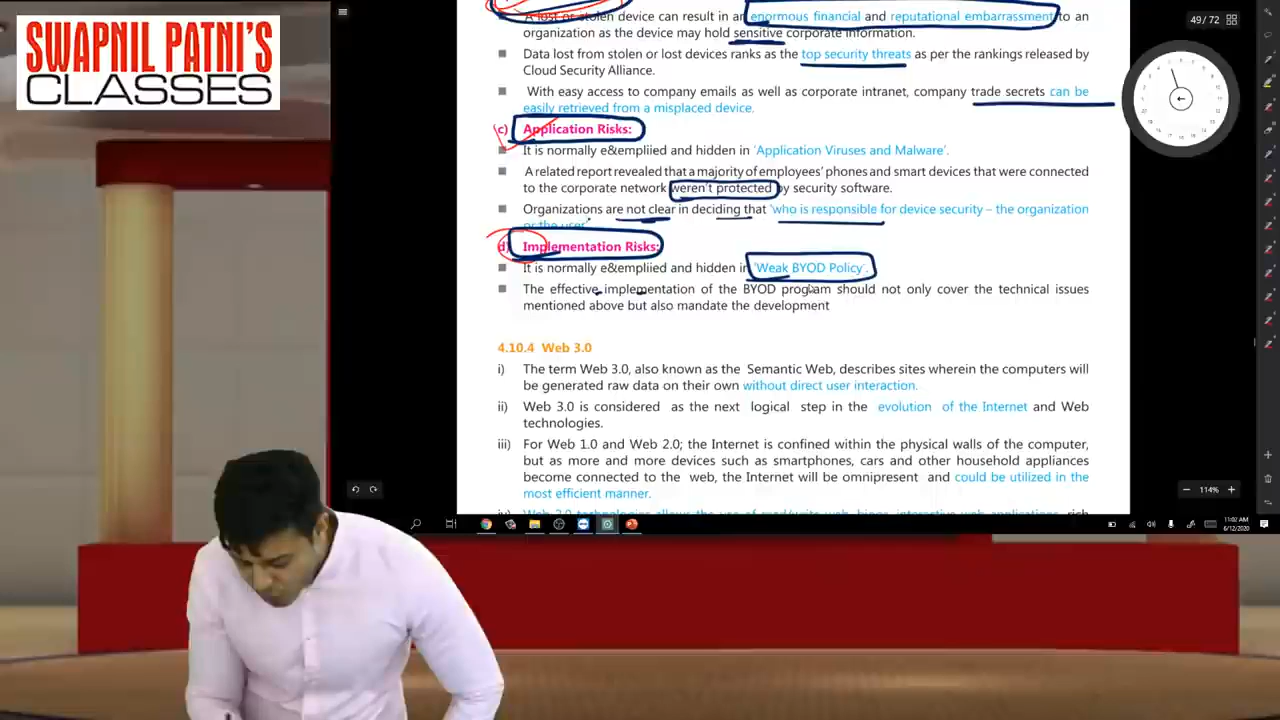 SWAPNIL PATNI'S
CLASSES
49 / 72
A lost or stolen device can result in an enormous financial and reputational embarrassment to an
organization as the device may hold sensitive corporate information.
Data lost from stolen or lost devices ranks as the top security threats as per the rankings released by
Cloud Security Alliance.
With easy access to company emails as well as corporate intranet, company trade secrets can be
easily retrieved from a misplaced device.
c) Application Risks:
It is normally e&empliied and hidden in 'Application Viruses and Malware'.
A related report revealed that a majority of employees' phones and smart devices that were connected
to the corporate network weren't protected by security software.
Organizations are not clear in deciding that 'who is responsible for device security – the organization
or the user'
d) Implementation Risks:
It is normally e&empliied and hidden in 'Weak BYOD Policy'.
The effective implementation of the BYOD program should not only cover the technical issues
mentioned above but also mandate the development
4.10.4 Web 3.0
i) The term Web 3.0, also known as the Semantic Web, describes sites wherein the computers will
be generated raw data on their own without direct user interaction.
ii) Web 3.0 is considered as the next logical step in the evolution of the Internet and Web
technologies.
iii) For Web 1.0 and Web 2.0; the Internet is confined within the physical walls of the computer,
but as more and more devices such as smartphones, cars and other household appliances
become connected to the web, the Internet will be omnipresent and could be utilized in the
most efficient manner.
114%
11:02 AM
6/12/2020